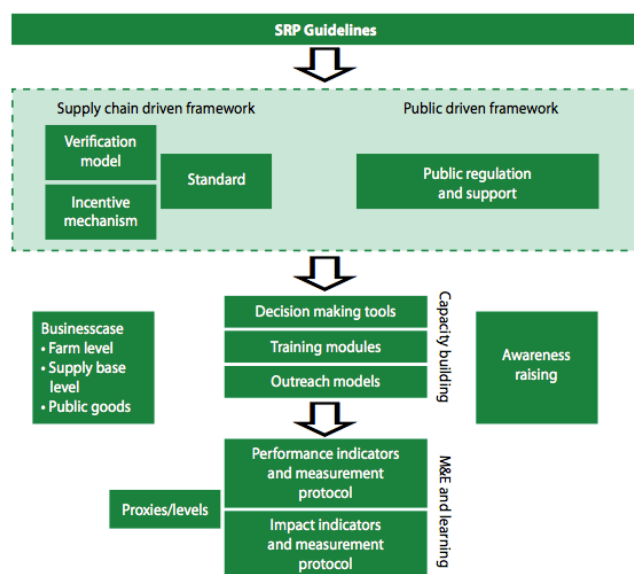 SRP Guidelines
Supply chain driven framework
Public driven framework
Verification
model
Standard
Incentive
mechanism
Public regulation
and support
Businesscase
• Farm level
• Supply base
level
• Public goods
Decision making tools
Training modules
Outreach models
Capacity building
Awareness
raising
Proxies/levels
Performance indicators
and measurement
protocol
Impact indicators
and measurement
protocol
M&E and learning